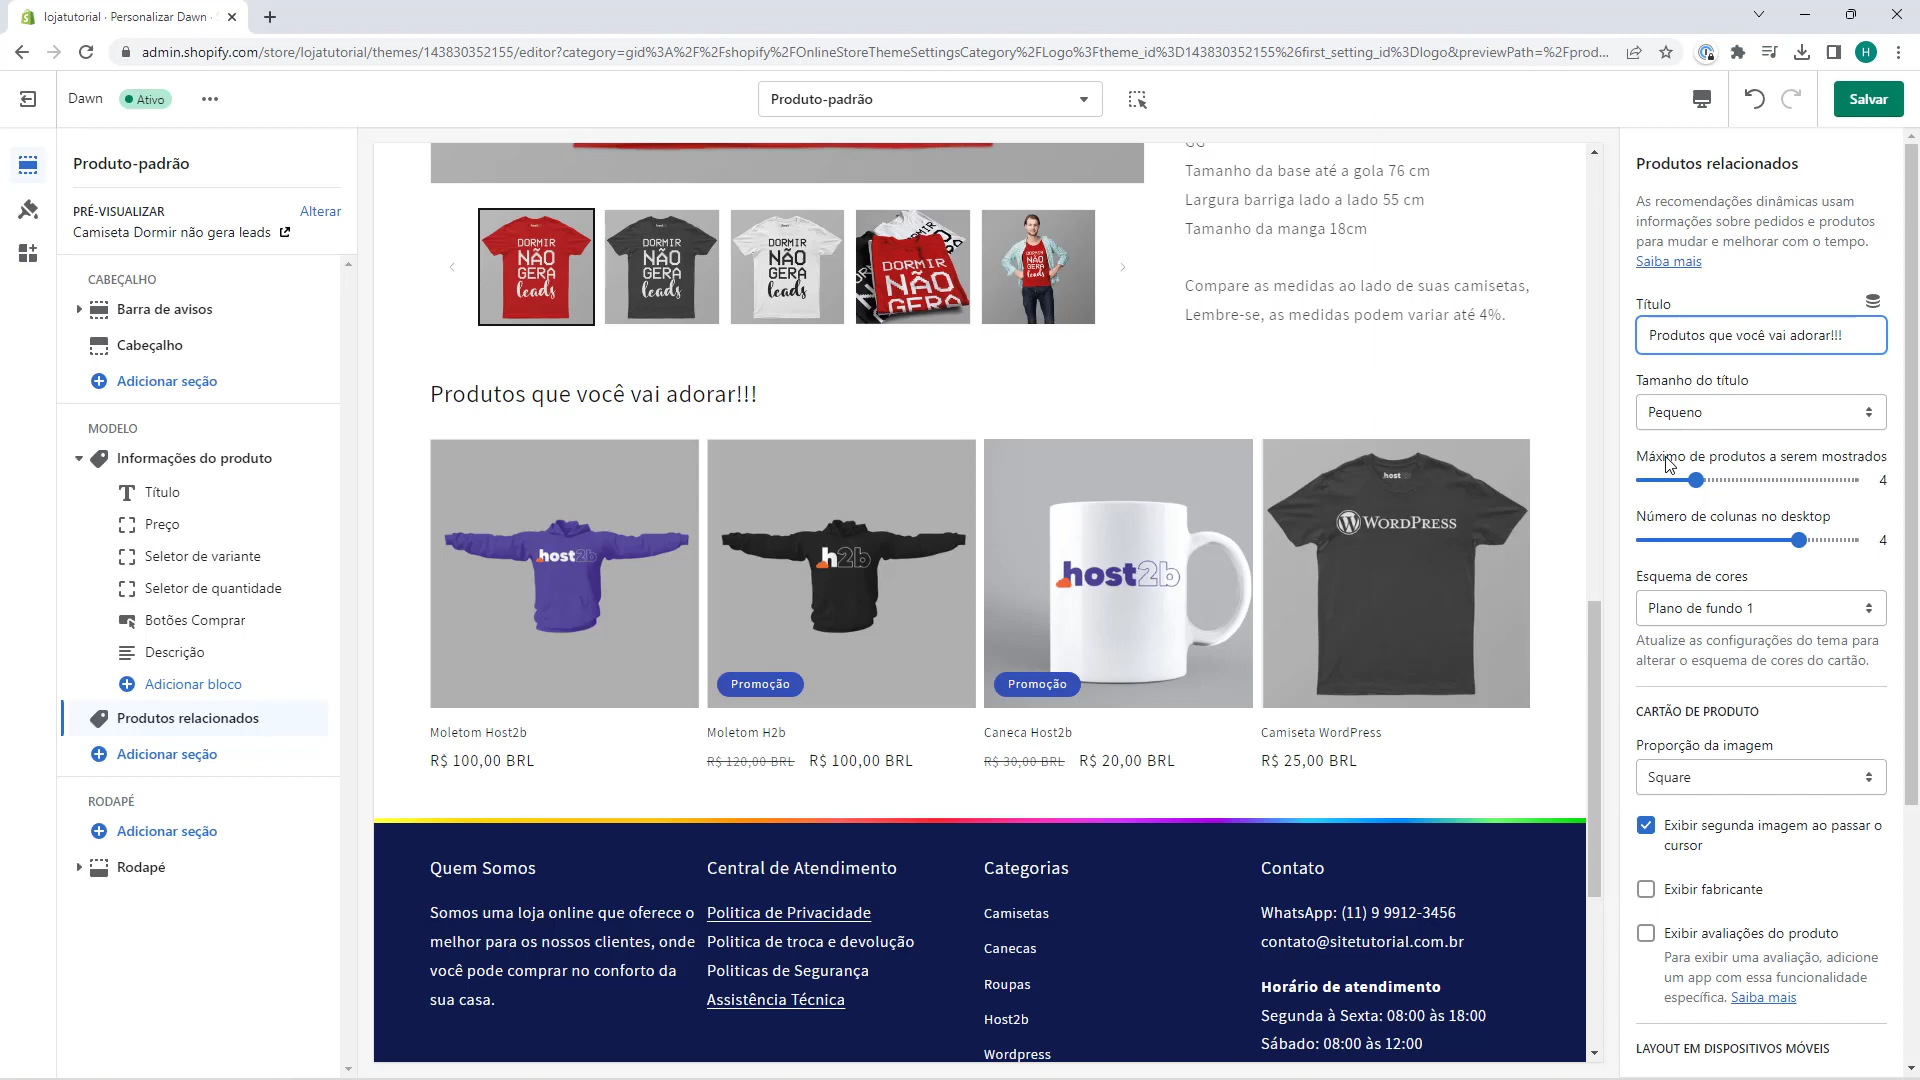 lojatutorial · Personalizar Dawn ·
admin.shopify.com/store/lojatutorial/themes/143830352155/editor?category=gid%3A%2F%2Fshopify%2FOnlineStoreThemeSettingsCategory%2FLogo%3Ftheme_id%3D143830352155%26first_setting_id%3Dlogo&previewPath=%2Fprod...
H
Dawn
Ativo
Produto-padrão
Salvar
Produto-padrão
PRÉ-VISUALIZAR
Alterar
Camiseta Dormir não gera leads
CABEÇALHO
Barra de avisos
Cabeçalho
Adicionar seção
MODELO
Informações do produto
Título
Preço
Seletor de variante
Seletor de quantidade
Botões Comprar
Descrição
Adicionar bloco
Produtos relacionados
Adicionar seção
RODAPÉ
Adicionar seção
Rodapé
GG
Tamanho da base até a gola 76 cm
Largura barriga lado a lado 55 cm
Tamanho da manga 18cm
Compare as medidas ao lado de suas camisetas,
Lembre-se, as medidas podem variar até 4%.
DORMIR
NÃO
GERA
leads
DORMIR
NÃO
GERA
leads
DORMIR
NÃO
GERA
leads
DORMIR
NÃO
GERA
Produtos que você vai adorar!!!
host2b
h2b
host2b
host
WORDPRESS
Promoção
Promoção
Moletom Host2b
R$ 100,00 BRL
Moletom H2b
R$ 120,00 BRL R$ 100,00 BRL
Caneca Host2b
R$ 30,00 BRL R$ 20,00 BRL
Camiseta WordPress
R$ 25,00 BRL
Quem Somos
Somos uma loja online que oferece o
melhor para os nossos clientes, onde
você pode comprar no conforto da
sua casa.
Central de Atendimento
Politica de Privacidade
Politica de troca e devolução
Politicas de Segurança
Assistência Técnica
Categorias
Camisetas
Canecas
Roupas
Host2b
Wordpress
Contato
WhatsApp: (11) 9 9912-3456
contato@sitetutorial.com.br
Horário de atendimento
Segunda à Sexta: 08:00 às 18:00
Sábado: 08:00 às 12:00
Produtos relacionados
As recomendações dinâmicas usam
informações sobre pedidos e produtos
para mudar e melhorar com o tempo.
Saiba mais
Título
Produtos que você vai adorar!!!
Tamanho do título
Pequeno
Máximo de produtos a serem mostrados
4
Número de colunas no desktop
4
Esquema de cores
Plano de fundo 1
Atualize as configurações do tema para
alterar o esquema de cores do cartão.
CARTÃO DE PRODUTO
Proporção da imagem
Square
Exibir segunda imagem ao passar o
cursor
Exibir fabricante
Exibir avaliações do produto
Para exibir uma avaliação, adicione
um app com essa funcionalidade
específica. Saiba mais
LAYOUT EM DISPOSITIVOS MÓVEIS